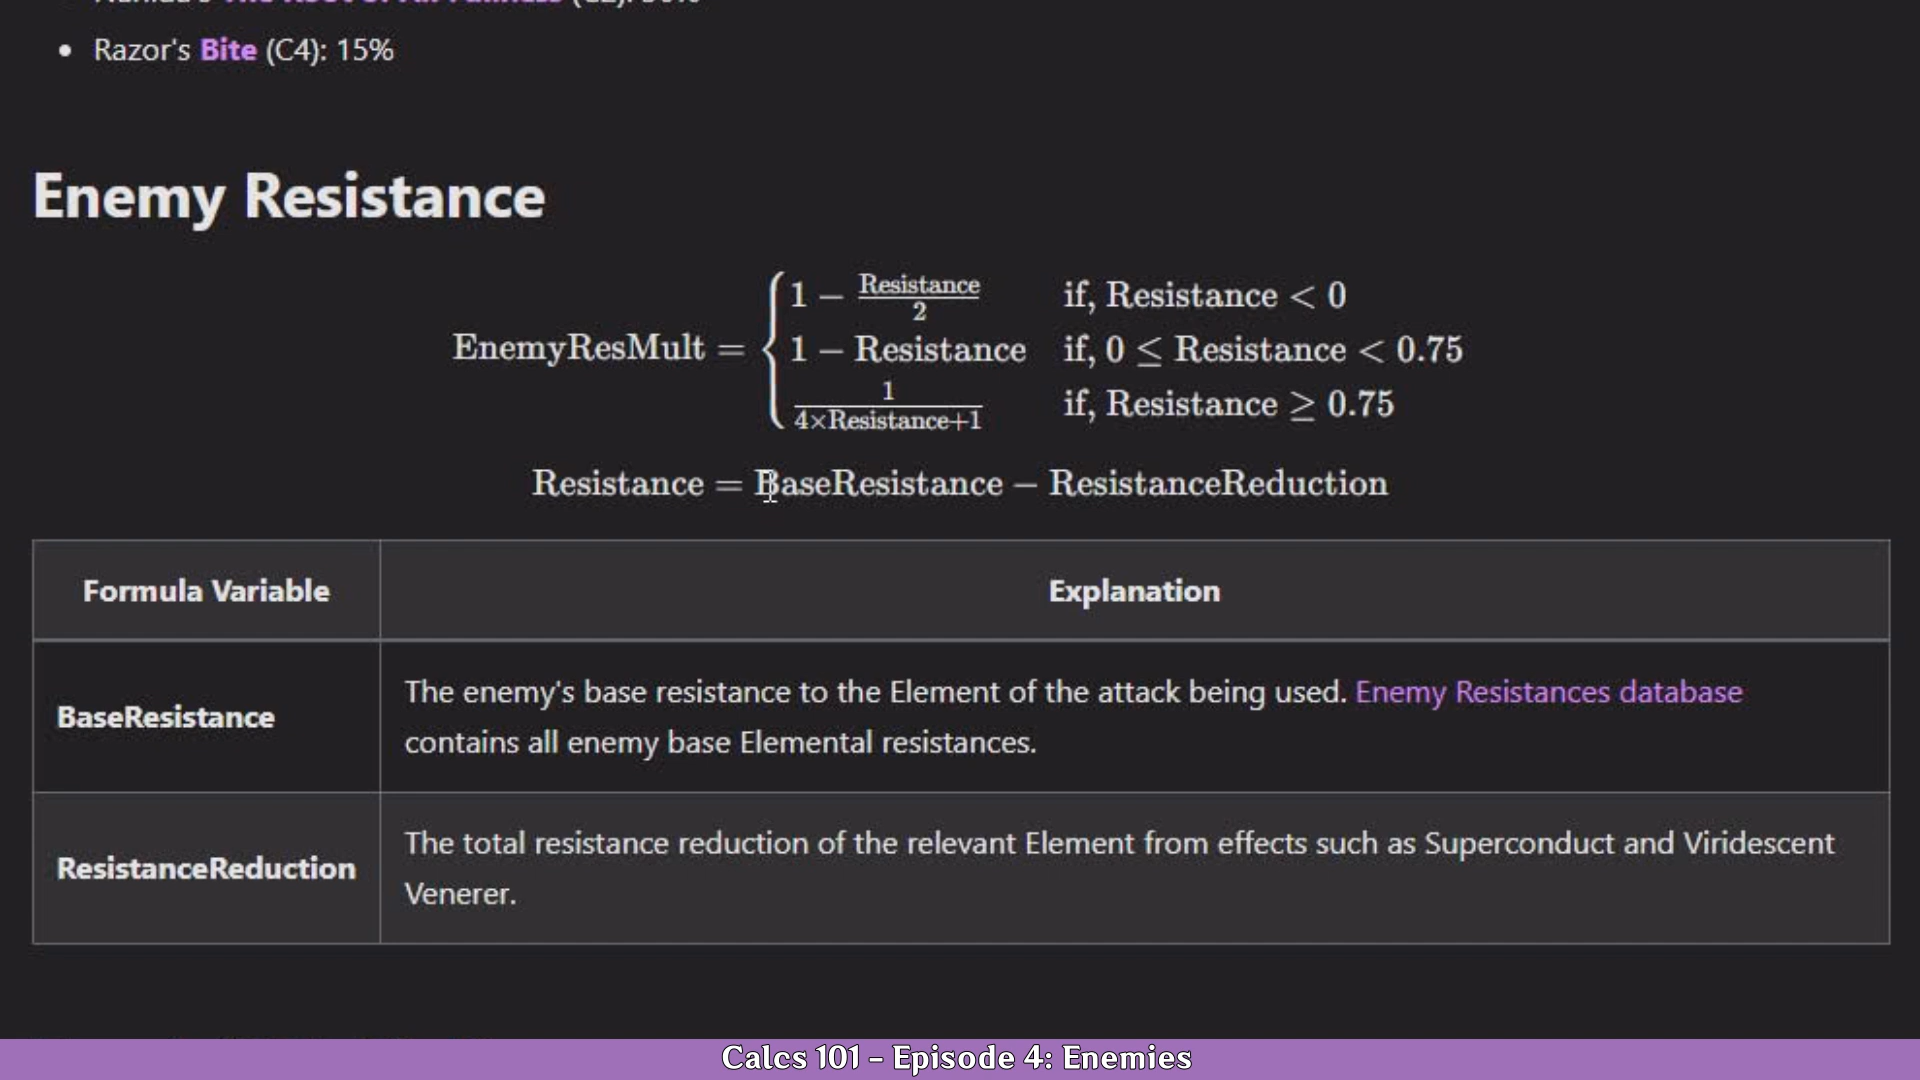 Razor's Bite (C4): 15%
Enemy Resistance
EnemyResMult = { 1 − Resistance/2 if, Resistance < 0
1 − Resistance if, 0 ≤ Resistance < 0.75
1/(4×Resistance+1) if, Resistance ≥ 0.75
Resistance = BaseResistance − ResistanceReduction
Formula Variable Explanation
BaseResistance The enemy's base resistance to the Element of the attack being used. Enemy Resistances database
contains all enemy base Elemental resistances.
ResistanceReduction The total resistance reduction of the relevant Element from effects such as Superconduct and Viridescent
Venerer.
Calcs 101 - Episode 4: Enemies